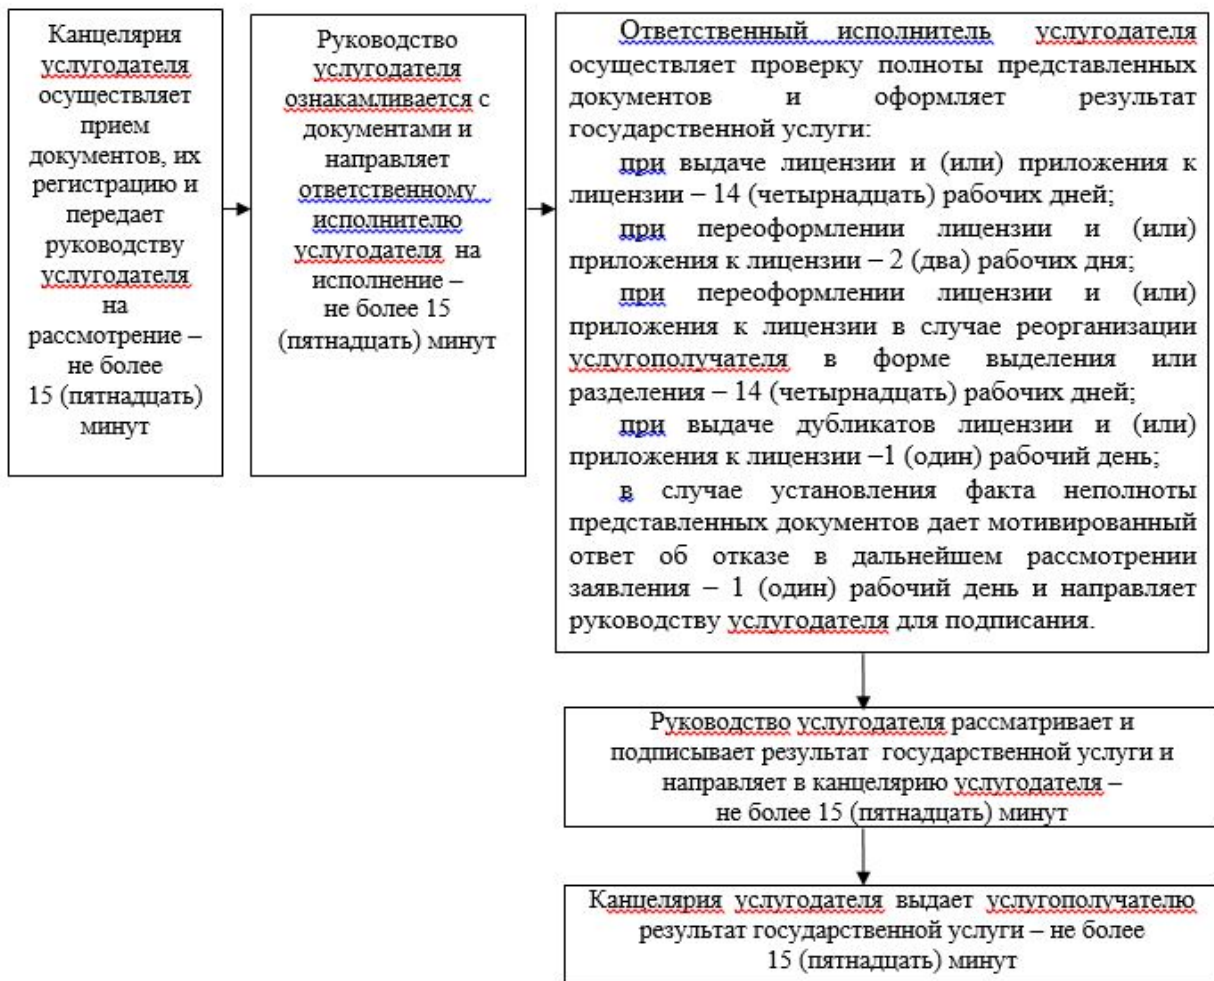 Канцелярия
услугодателя
осуществляет
прием
документов, их
регистрацию и
передает
руководству
услугодателя
на
рассмотрение –
не более
15 (пятнадцать)
минут
Руководство
услугодателя
ознакамливается с
документами и
направляет
ответственному
исполнителю
услугодателя на
исполнение –
не более 15
(пятнадцать) минут
Ответственный исполнитель услугодателя
осуществляет проверку полноты представленных
документов и оформляет результат
государственной услуги:
при выдаче лицензии и (или) приложения к
лицензии – 14 (четырнадцать) рабочих дней;
при переоформлении лицензии и (или)
приложения к лицензии – 2 (два) рабочих дня;
при переоформлении лицензии и (или)
приложения к лицензии в случае реорганизации
услугополучателя в форме выделения или
разделения – 14 (четырнадцать) рабочих дней;
при выдаче дубликатов лицензии и (или)
приложения к лицензии –1 (один) рабочий день;
в случае установления факта неполноты
представленных документов дает мотивированный
ответ об отказе в дальнейшем рассмотрении
заявления – 1 (один) рабочий день и направляет
руководству услугодателя для подписания.
Руководство услугодателя рассматривает и
подписывает результат государственной услуги и
направляет в канцелярию услугодателя –
не более 15 (пятнадцать) минут
Канцелярия услугодателя выдает услугополучателю
результат государственной услуги – не более
15 (пятнадцать) минут